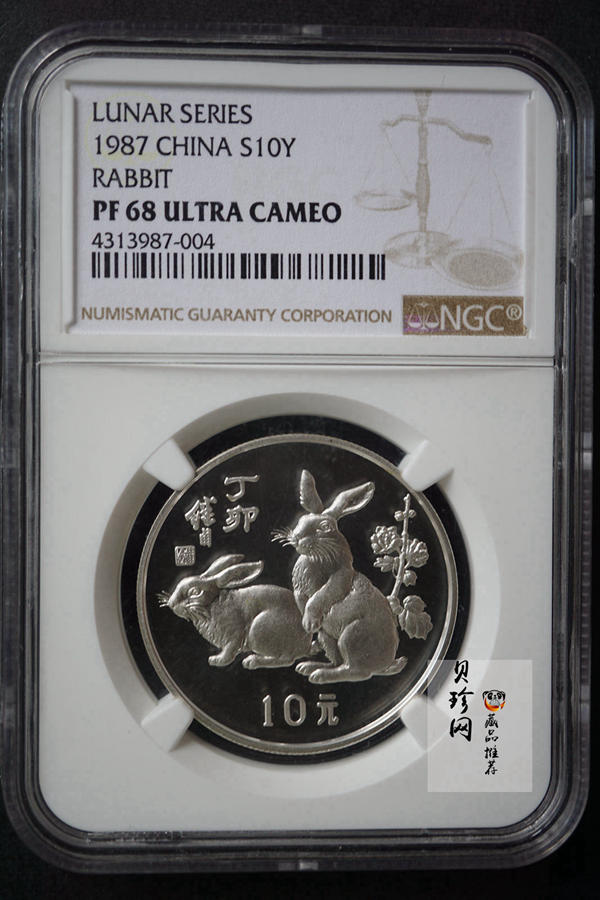 LUNAR SERIES
1987 CHINA S10Y
RABBIT
PF 68 ULTRA CAMEO
4313987-004
NUMISMATIC GUARANTY CORPORATION
NGC®
丁卯
10元
贝珍网
藏品推荐